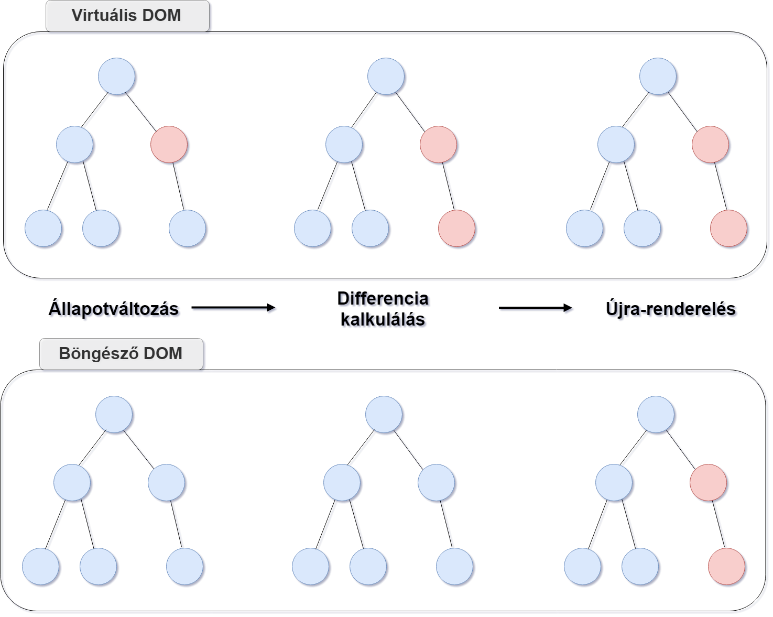 Virtuális DOM
Állapotváltozás
Differencia
kalkulálás
Újra-renderelés
Böngésző DOM